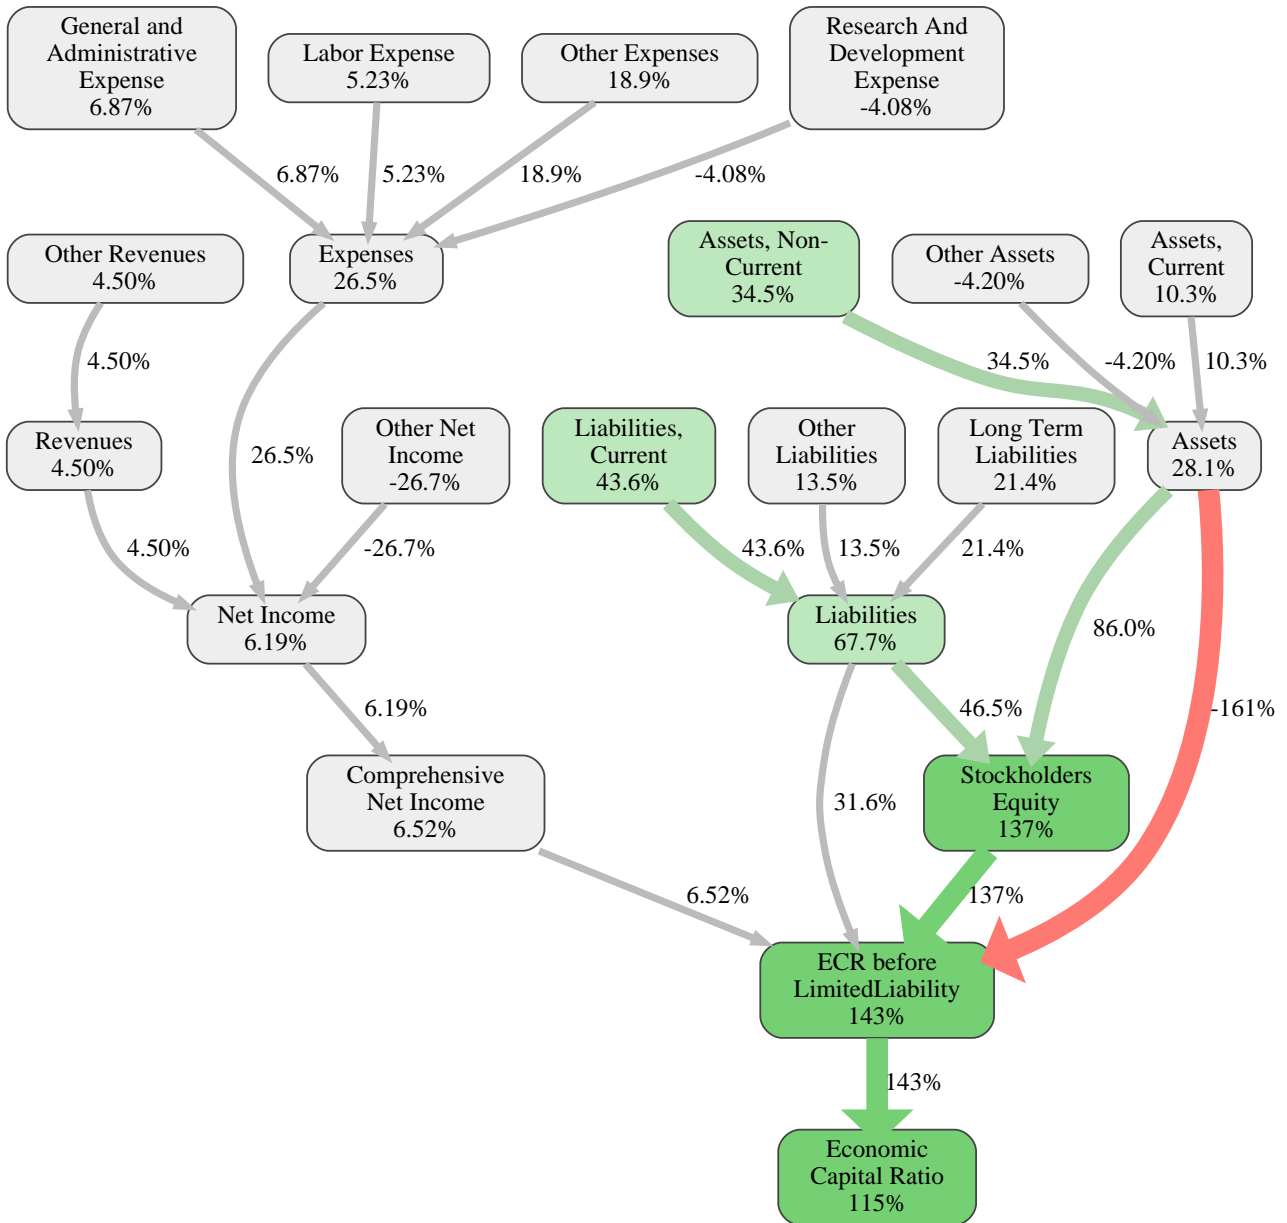 General and
Administrative
Expense
6.87%
Labor Expense
5.23%
Other Expenses
18.9%
Research And
Development
Expense
-4.08%
6.87%
5.23%
18.9%
-4.08%
Other Revenues
4.50%
Expenses
26.5%
Assets, Non-
Current
34.5%
Other Assets
-4.20%
Assets,
Current
10.3%
4.50%
34.5%
-4.20%
10.3%
Revenues
4.50%
26.5%
Other Net
Income
-26.7%
Liabilities,
Current
43.6%
Other
Liabilities
13.5%
Long Term
Liabilities
21.4%
Assets
28.1%
4.50%
-26.7%
43.6%
13.5%
21.4%
Net Income
6.19%
Liabilities
67.7%
86.0%
6.19%
46.5%
-161%
Comprehensive
Net Income
6.52%
31.6%
Stockholders
Equity
137%
6.52%
137%
ECR before
LimitedLiability
143%
143%
Economic
Capital Ratio
115%